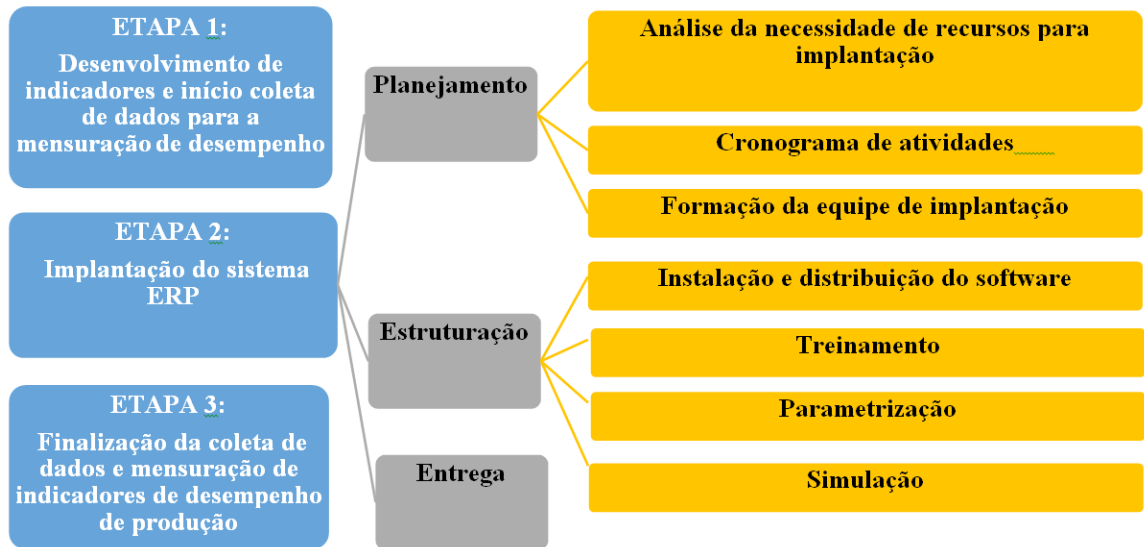 ETAPA 1:
Desenvolvimento de
indicadores e início coleta
de dados para a
mensuração de desempenho
ETAPA 2:
Implantação do sistema
ERP
ETAPA 3:
Finalização da coleta de
dados e mensuração de
indicadores de desempenho
de produção
Planejamento
Estruturação
Entrega
Análise da necessidade de recursos para
implantação
Cronograma de atividades
Formação da equipe de implantação
Instalação e distribuição do software
Treinamento
Parametrização
Simulação